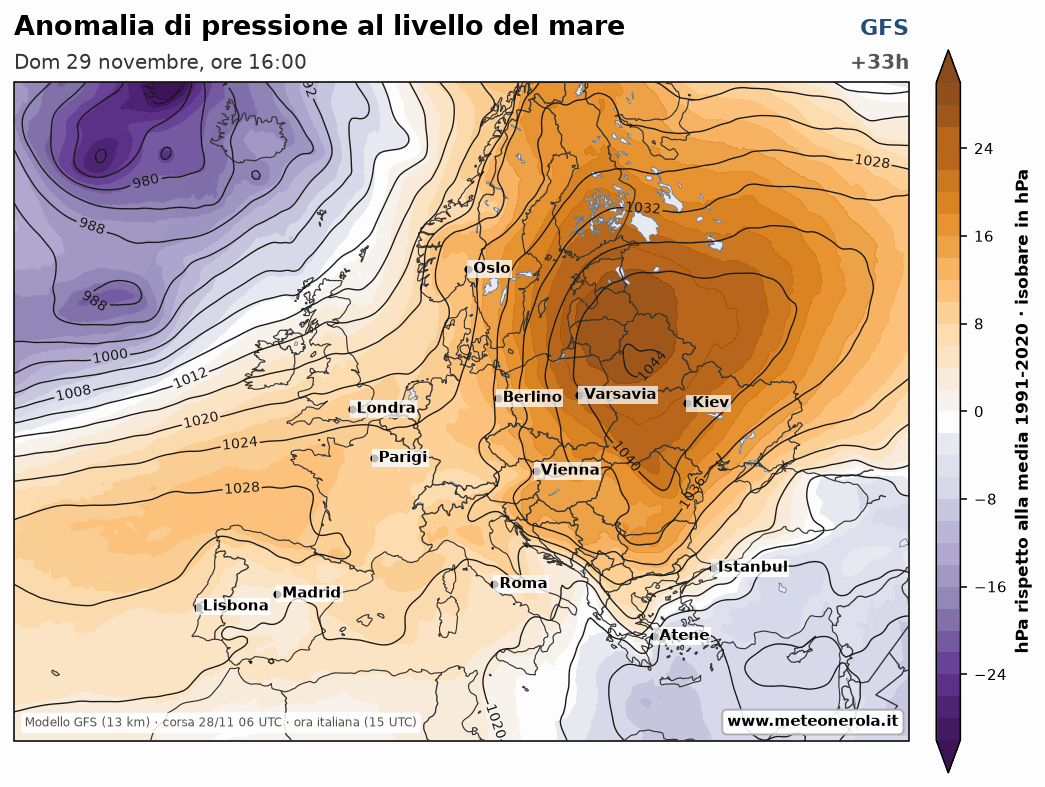 Anomalia di pressione al livello del mare
GFS
Dom 29 novembre, ore 16:00
+33h
980
988
988
1000
1008
1012
1020
1024
1028
1028
1032
1044
1040
1036
1020
Oslo
Londra
Berlino
Varsavia
Kiev
Parigi
Vienna
Istanbul
Roma
Madrid
Lisbona
Atene
24
16
8
0
−8
−16
−24
hPa rispetto alla media 1991-2020 · isobare in hPa
Modello GFS (13 km) · corsa 28/11 06 UTC · ora italiana (15 UTC)
www.meteonerola.it